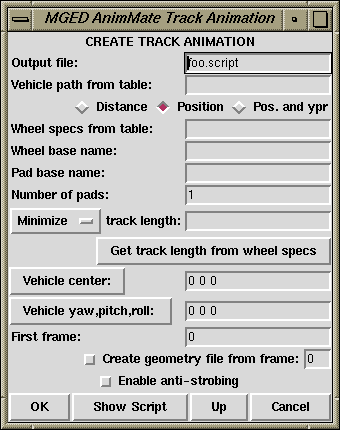 MGED AnimMate Track Animation
CREATE TRACK ANIMATION
Output file: foo.script
Vehicle path from table:
Distance Position Pos. and ypr
Wheel specs from table:
Wheel base name:
Pad base name:
Number of pads: 1
Minimize track length:
Get track length from wheel specs
Vehicle center: 0 0 0
Vehicle yaw,pitch,roll: 0 0 0
First frame: 0
Create geometry file from frame: 0
Enable anti-strobing
OK Show Script Up Cancel